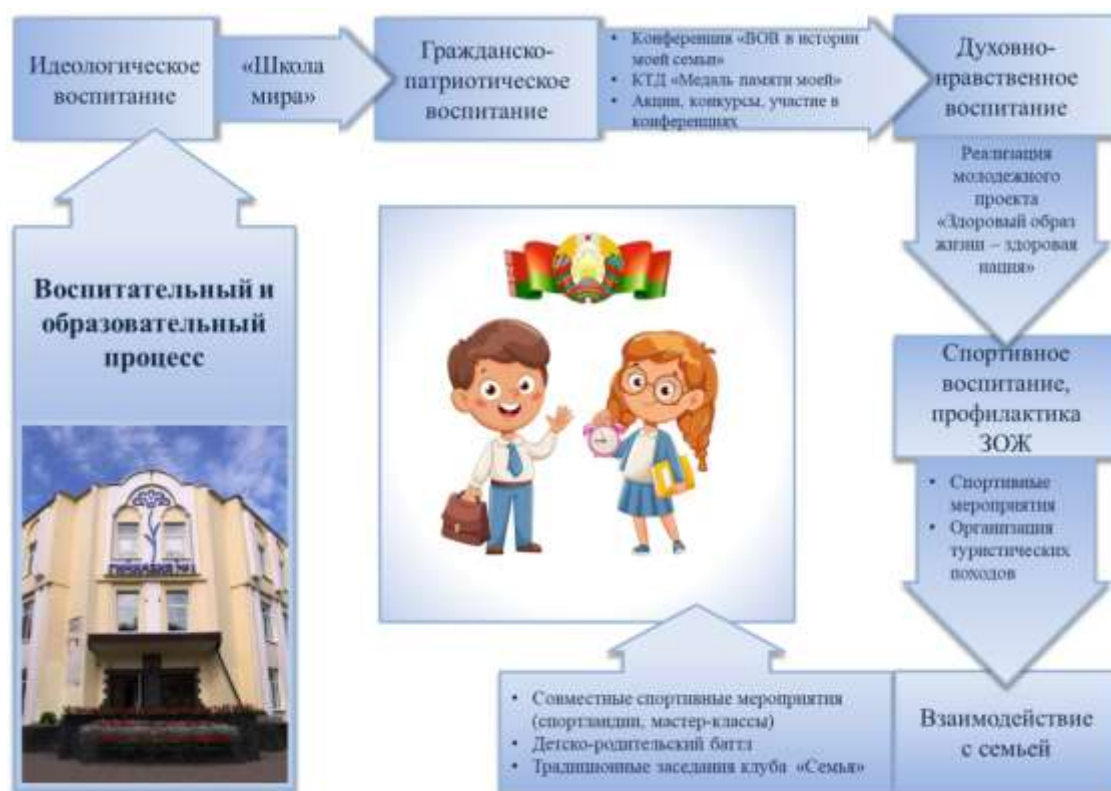 Идеологическое
воспитание
«Школа
мира»
Гражданско-
патриотическое
воспитание
• Конференция «ВОВ в истории
моей семьи»
• КТД «Медаль памяти моей»
• Акции, конкурсы, участие в
конференциях
Духовно-
нравственное
воспитание
Реализация
молодежного
проекта
«Здоровый образ
жизни – здоровая
нация»
Спортивное
воспитание,
профилактика
ЗОЖ
• Спортивные
мероприятия
• Организация
туристических
походов
Взаимодействие
с семьей
• Совместные спортивные мероприятия
(спортландии, мастер-классы)
• Детско-родительский баттл
• Традиционные заседания клуба «Семья»
Воспитательный и
образовательный
процесс
ГИМНАЗИЯ №1